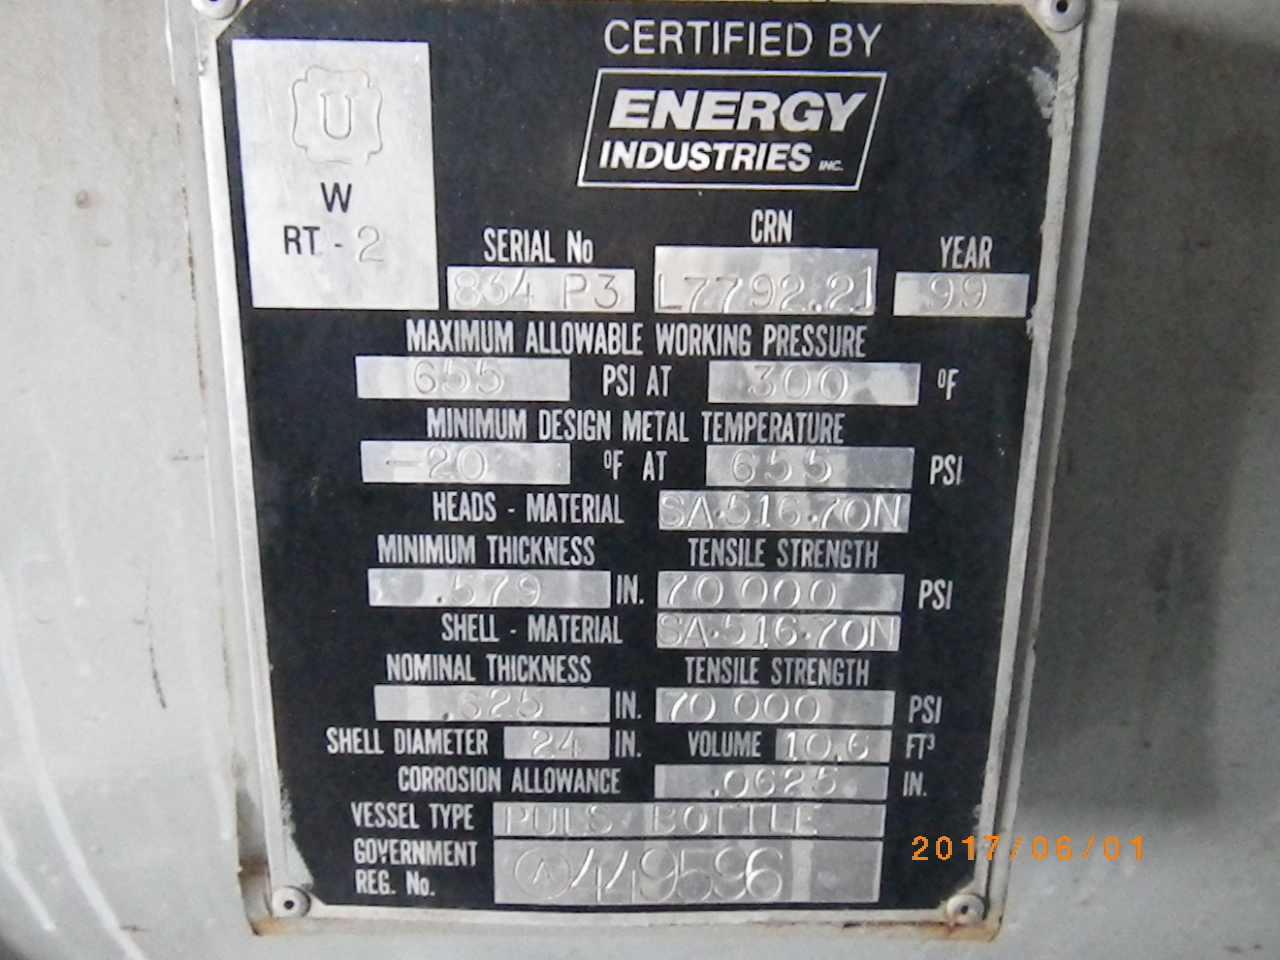 CERTIFIED BY
ENERGY
INDUSTRIES INC.
U
W
RT - 2
SERIAL No CRN YEAR
834 P3 L7792.21 99
MAXIMUM ALLOWABLE WORKING PRESSURE
655 PSI AT 300 °F
MINIMUM DESIGN METAL TEMPERATURE
-20 °F AT 655 PSI
HEADS - MATERIAL SA·516·70N
MINIMUM THICKNESS TENSILE STRENGTH
.579 IN. 70 000 PSI
SHELL - MATERIAL SA·516·70N
NOMINAL THICKNESS TENSILE STRENGTH
.625 IN. 70 000 PSI
SHELL DIAMETER 24 IN. VOLUME 10.6 FT³
CORROSION ALLOWANCE .0625 IN.
VESSEL TYPE PULS BOTTLE
GOVERNMENT
REG. No. Ⓐ449596
2017/06/01